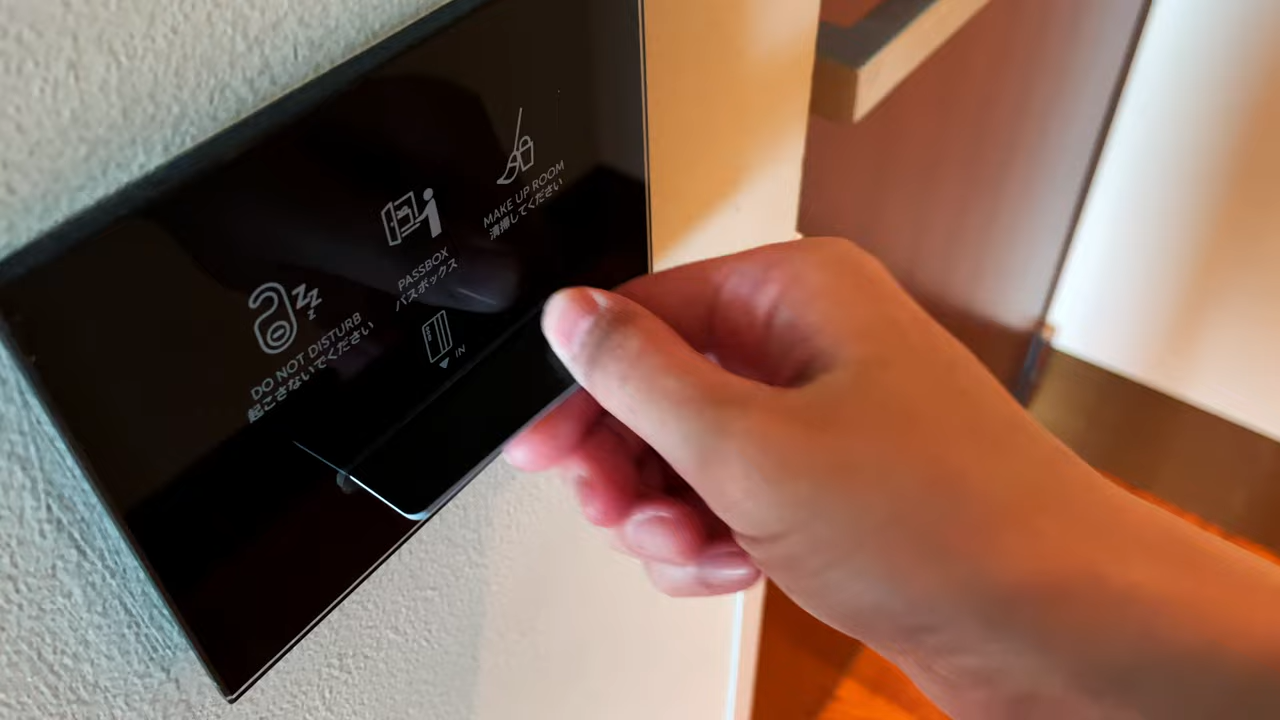 DO NOT DISTURB
起こさないでください
PASSBOX
パスボックス
IN
MAKE UP ROOM
清掃してください